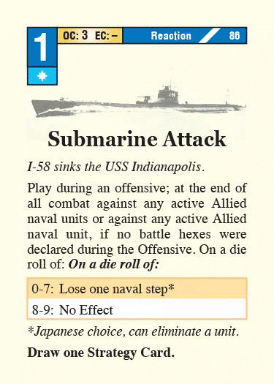 1
OC: 3 EC: –
Reaction
86
Submarine Attack
I-58 sinks the USS Indianapolis.
Play during an offensive; at the end of
all combat against any active Allied
naval units or against any active Allied
naval unit, if no battle hexes were
declared during the Offensive. On a die
roll of: On a die roll of:
0-7: Lose one naval step*
8-9: No Effect
*Japanese choice, can eliminate a unit.
Draw one Strategy Card.